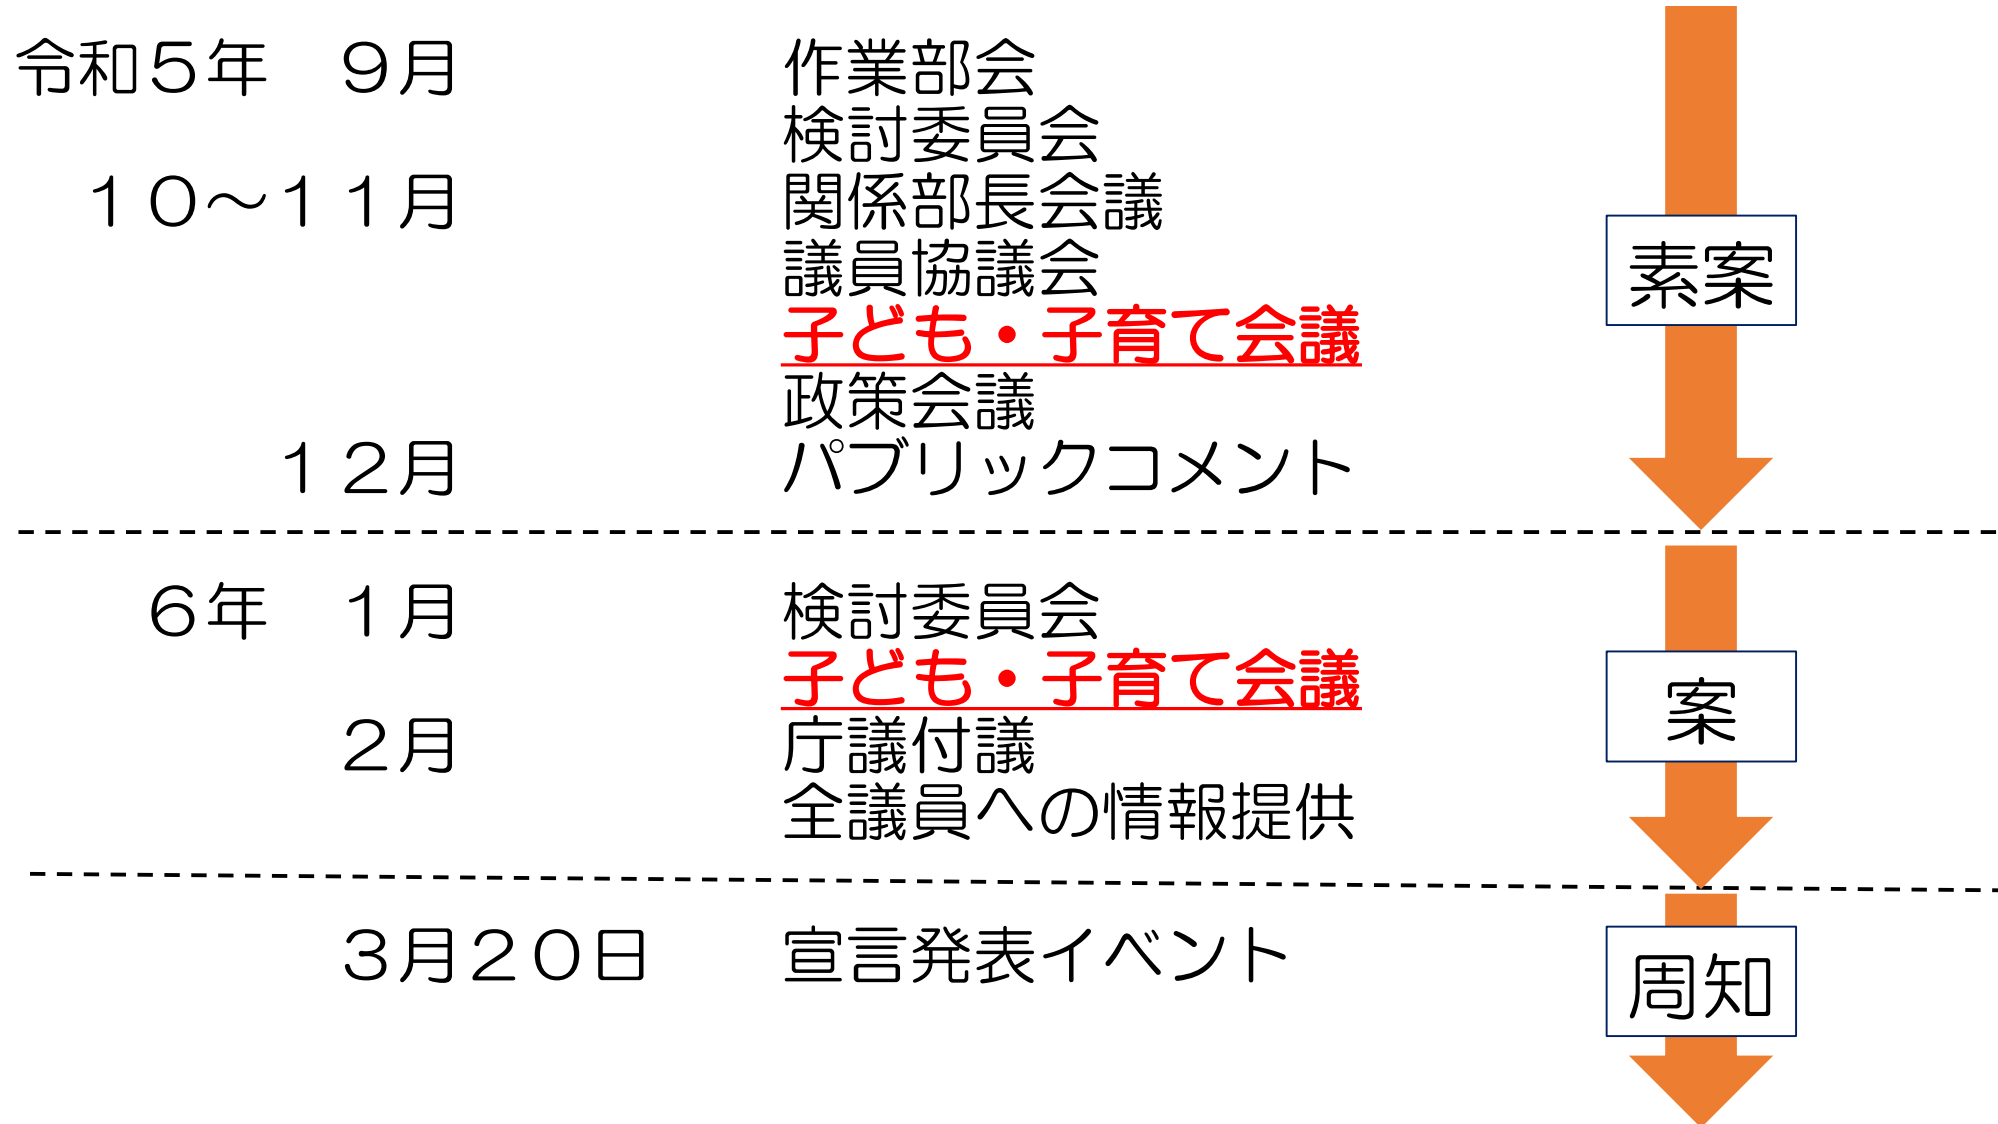 令和５年　９月　作業部会
検討委員会
１０～１１月　関係部長会議
議員協議会
子ども・子育て会議
政策会議
１２月　パブリックコメント
素案
６年　１月　検討委員会
子ども・子育て会議
２月　庁議付議
全議員への情報提供
案
３月２０日　宣言発表イベント
周知